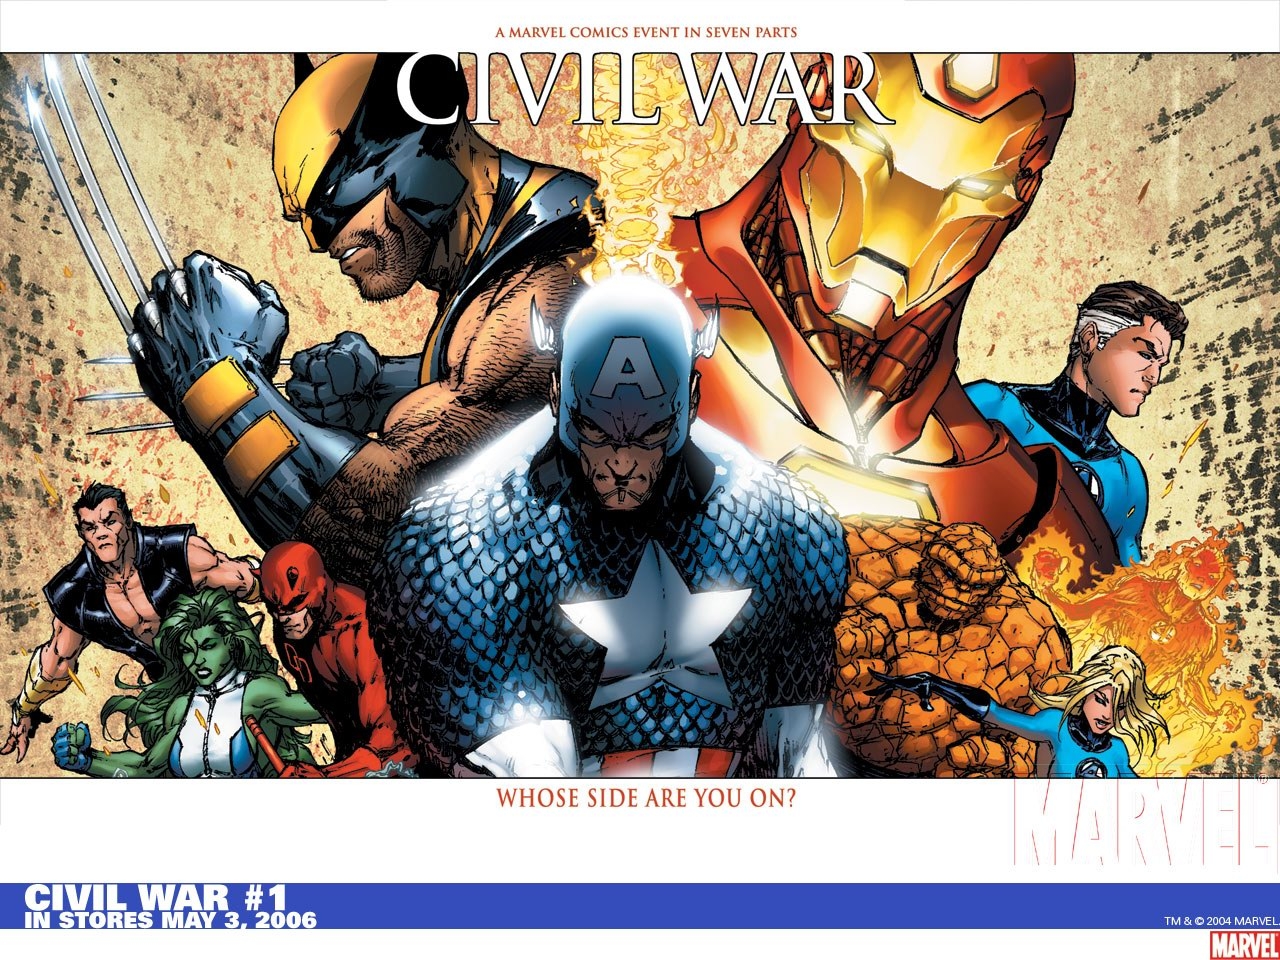 A MARVEL COMICS EVENT IN SEVEN PARTS
CIVIL WAR
A
WHOSE SIDE ARE YOU ON?
MARVEL®
CIVIL WAR #1
IN STORES MAY 3, 2006
TM & © 2004 MARVEL.
MARVEL